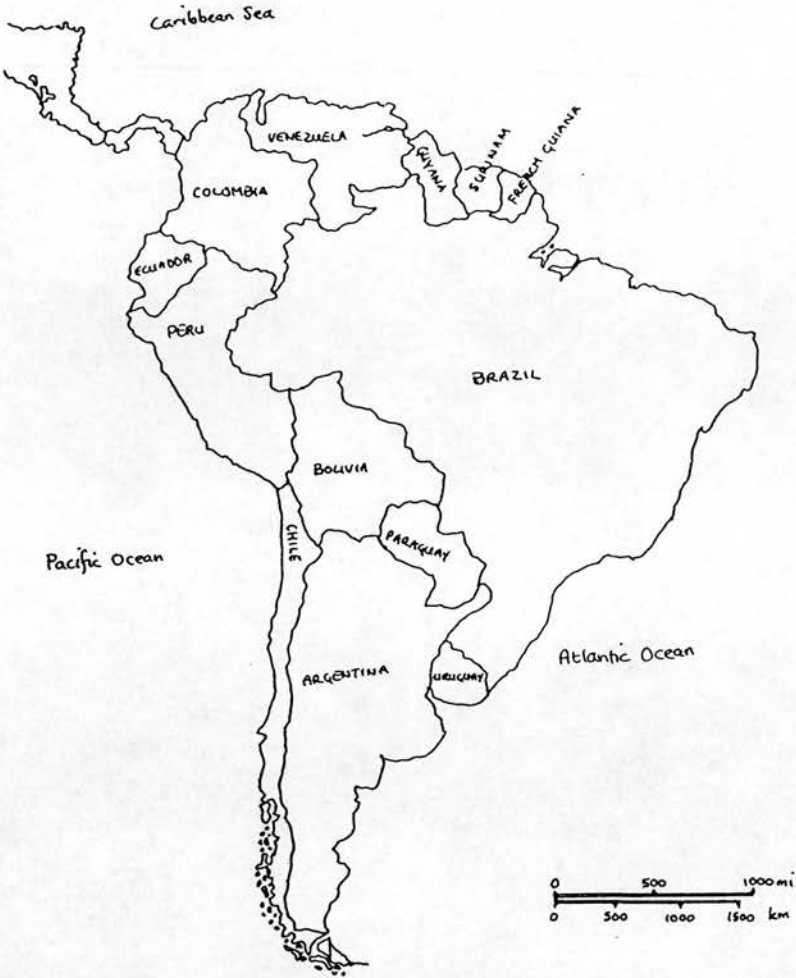 Caribbean Sea
VENEZUELA
GUYANA
SURINAM
FRENCH GUIANA
COLOMBIA
ECUADOR
PERU
BRAZIL
BOLIVIA
CHILE
PARAGUAY
Pacific Ocean
Atlantic Ocean
ARGENTINA
URUGUAY
0 500 1000 mi
0 500 1000 1500 km